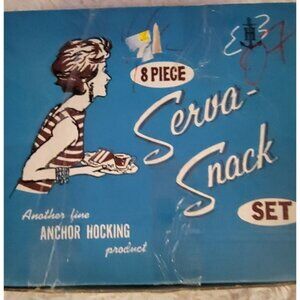 8 PIECE
Serva-
Snack
SET
Another fine
ANCHOR HOCKING
product